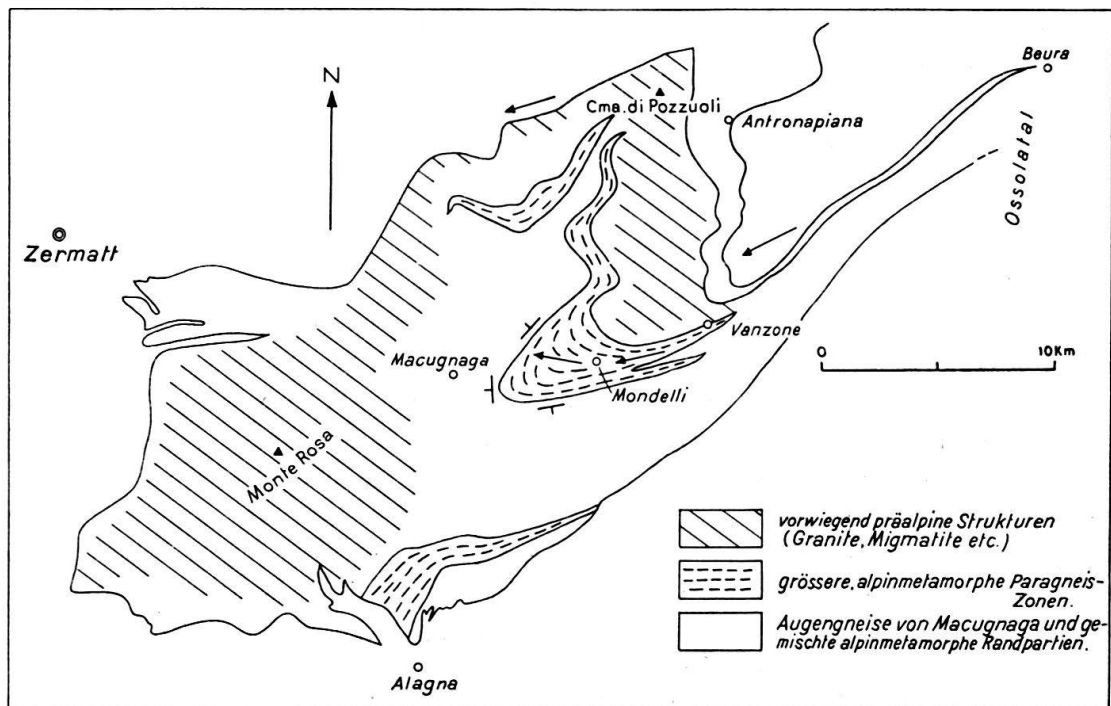 N
Beura
Cma. di Pozzuoli
Antronapiana
Ossolatal
Zermatt
Vanzone
Macugnaga
Mondelli
0 10Km
Monte Rosa
vorwiegend präalpine Strukturen
(Granite, Migmatite etc.)
grössere, alpinmetamorphe Paragneis-
Zonen.
Augengneise von Macugnaga und ge-
mischte alpinmetamorphe Randpartien.
Alagna